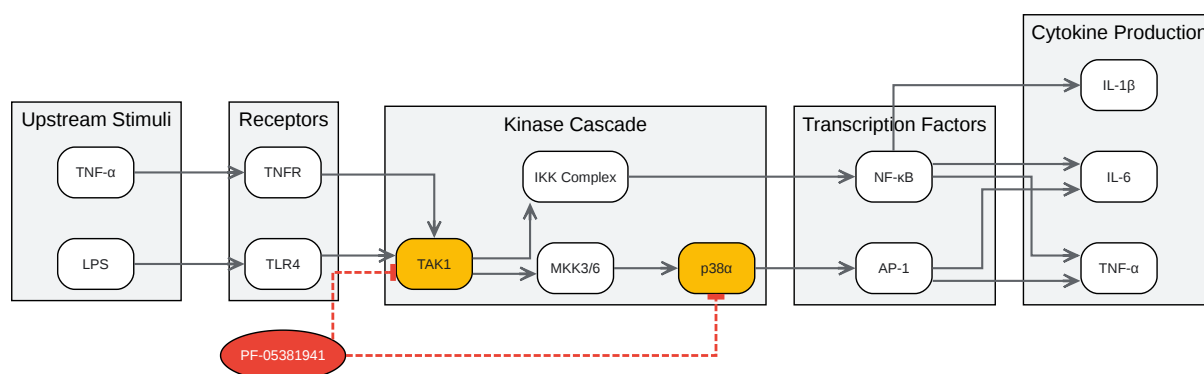 Cytokine Production
IL-1β
Upstream Stimuli
Receptors
Kinase Cascade
Transcription Factors
TNF-α
TNFR
IKK Complex
NF-κB
IL-6
LPS
TLR4
TAK1
MKK3/6
p38α
AP-1
TNF-α
PF-05381941